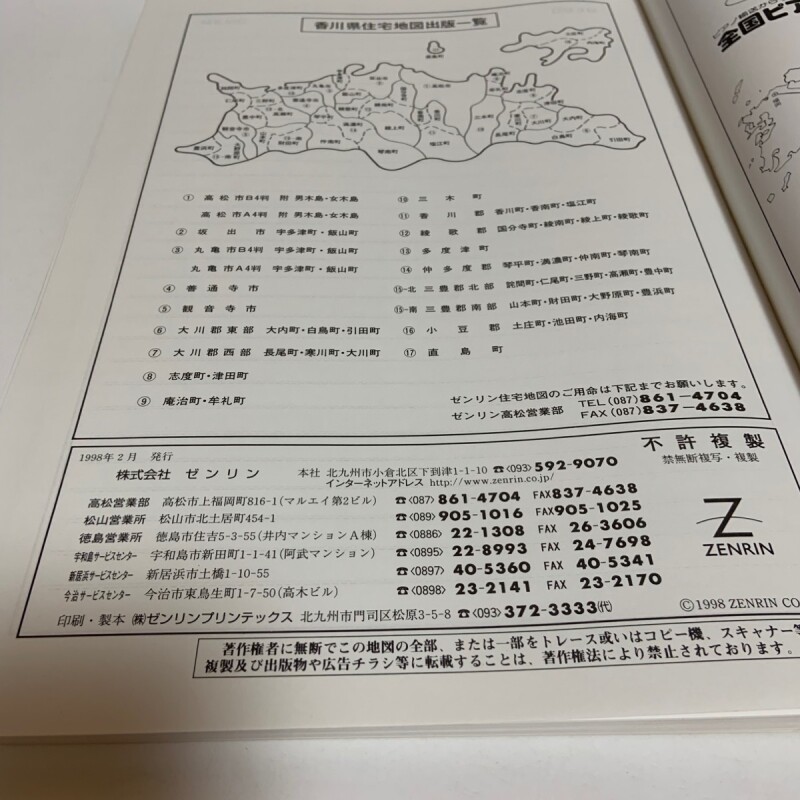 香川県住宅地図出版一覧
① 高松市B4判 附 男木島・女木島
高松市A4判 附 男木島・女木島
② 坂出市 宇多津町・飯山町
③ 丸亀市B4判 宇多津町・飯山町
丸亀市A4判 宇多津町・飯山町
④ 善通寺市
⑤ 観音寺市
⑥ 大川郡東部 大内町・白鳥町・引田町
⑦ 大川郡西部 長尾町・寒川町・大川町
⑧ 志度町・津田町
⑨ 庵治町・牟礼町
⑩ 三木町
⑪ 香川郡 香川町・香南町・塩江町
⑫ 綾歌郡 国分寺町・綾南町・綾上町・綾歌町
⑬ 多度津町
⑭ 仲多度郡 琴平町・満濃町・仲南町・琴南町
⑮-北 三豊郡北部 詫間町・仁尾町・三野町・高瀬町・豊中町
⑮-南 三豊郡南部 山本町・財田町・大野原町・豊浜町
⑯ 小豆郡 土庄町・池田町・内海町
⑰ 直島町
ゼンリン住宅地図のご用命は下記までお願いします。
ゼンリン高松営業部 TEL(087)861-4704
FAX(087)837-4638
1998年2月 発行
不許複製
禁無断複写・複製
株式会社 ゼンリン 本社 北九州市小倉北区下到津1-1-10 ☎〈093〉592-9070
インターネットアドレス http://www.zenrin.co.jp/
高松営業部 高松市上福岡町816-1(マルエイ第2ビル) ☎〈087〉861-4704 FAX837-4638
松山営業所 松山市北土居町454-1 ☎〈089〉905-1016 FAX905-1025
徳島営業所 徳島市住吉5-3-55(井内マンションA棟) ☎〈0886〉22-1308 FAX 26-3606
宇和島サービスセンター 宇和島市新田町1-1-41(阿武マンション) ☎〈0895〉22-8993 FAX 24-7698
新居浜サービスセンター 新居浜市土橋1-10-55 ☎〈0897〉40-5360 FAX 40-5341
今治サービスセンター 今治市東鳥生町1-7-50(高木ビル) ☎〈0898〉23-2141 FAX 23-2170
印刷・製本 ㈱ゼンリンプリンテックス 北九州市門司区松原3-5-8 ☎〈093〉372-3333㈹
Z
ZENRIN
©1998 ZENRIN CO
著作権者に無断でこの地図の全部、または一部をトレース或いはコピー機、スキャナー等
複製及び出版物や広告チラシ等に転載することは、著作権法により禁止されております。
全国ピア